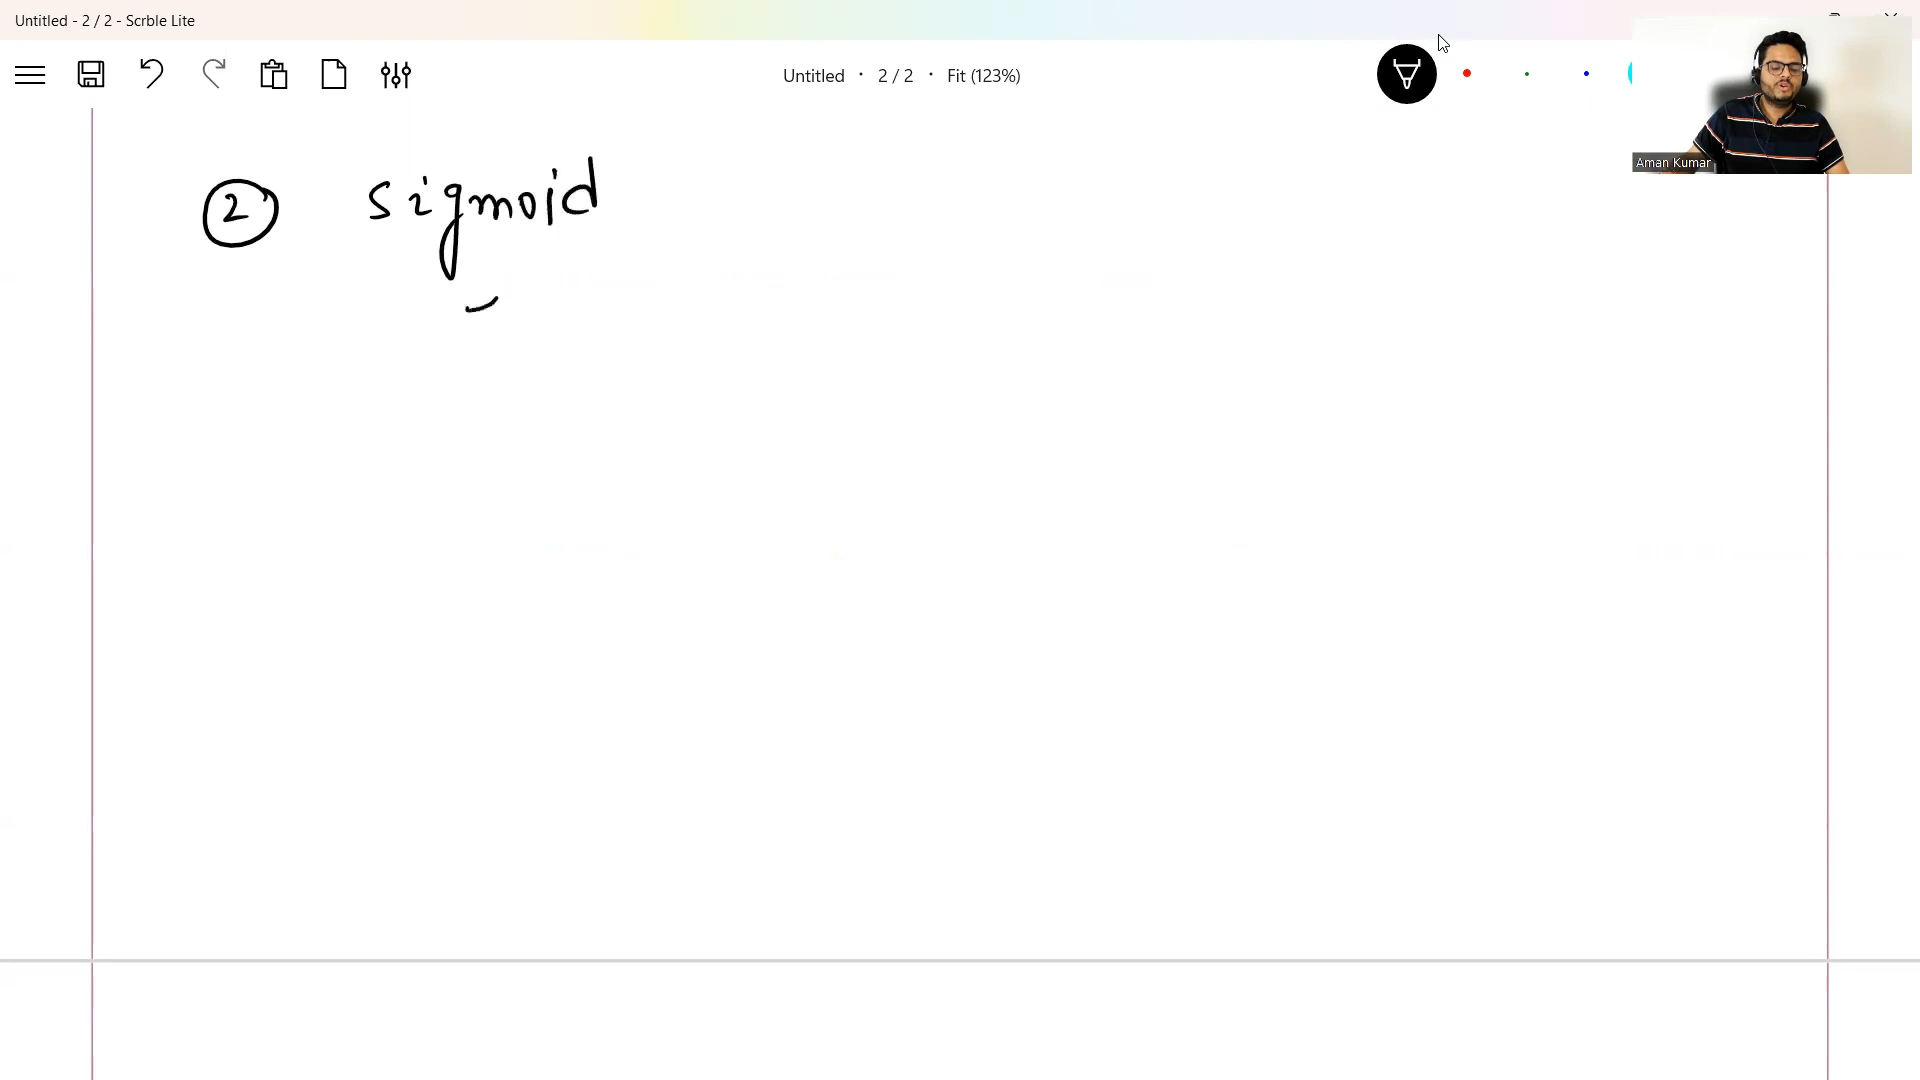 Untitled - 2 / 2 - Scrble Lite
Untitled • 2 / 2 • Fit (123%)
Aman Kumar
② sigmoid